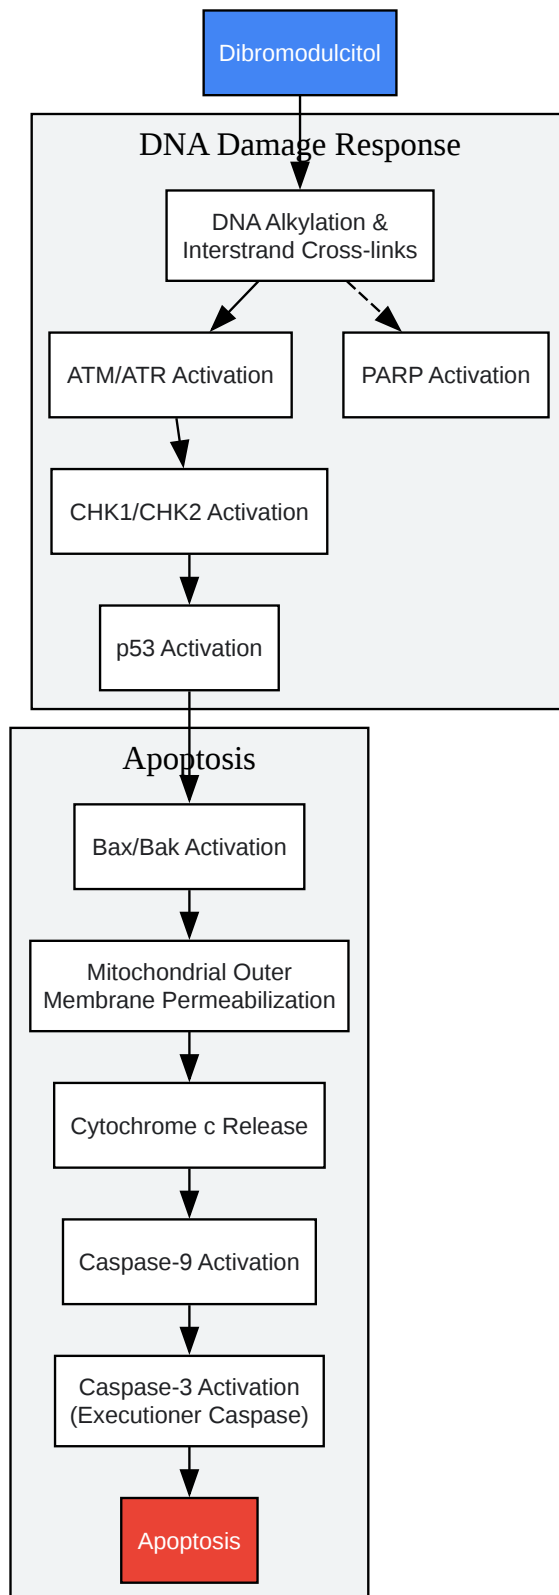 Dibromodulcitol
DNA Damage Response
DNA Alkylation &
Interstrand Cross-links
ATM/ATR Activation
PARP Activation
CHK1/CHK2 Activation
p53 Activation
Apoptosis
Bax/Bak Activation
Mitochondrial Outer
Membrane Permeabilization
Cytochrome c Release
Caspase-9 Activation
Caspase-3 Activation
(Executioner Caspase)
Apoptosis